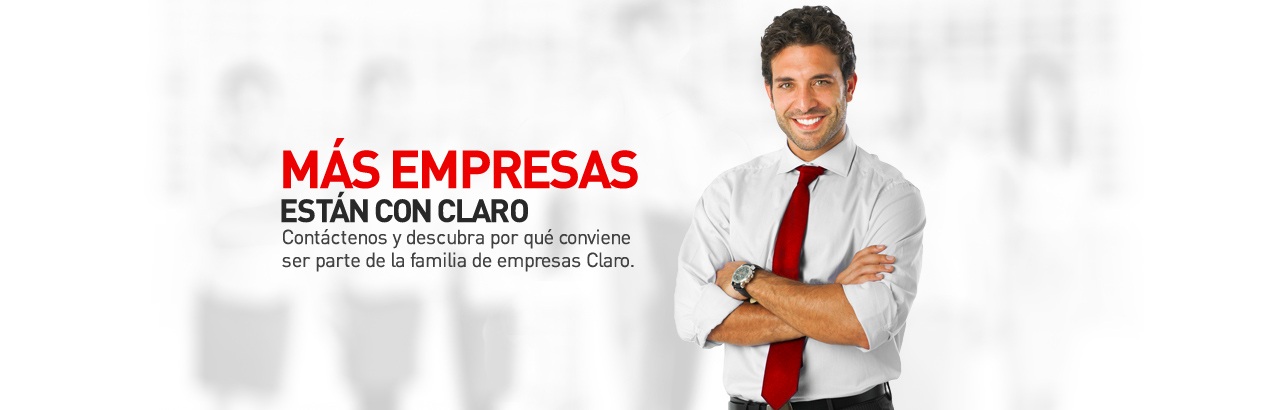 MÁS EMPRESAS
ESTÁN CON CLARO
Contáctenos y descubra por qué conviene
ser parte de la familia de empresas Claro.